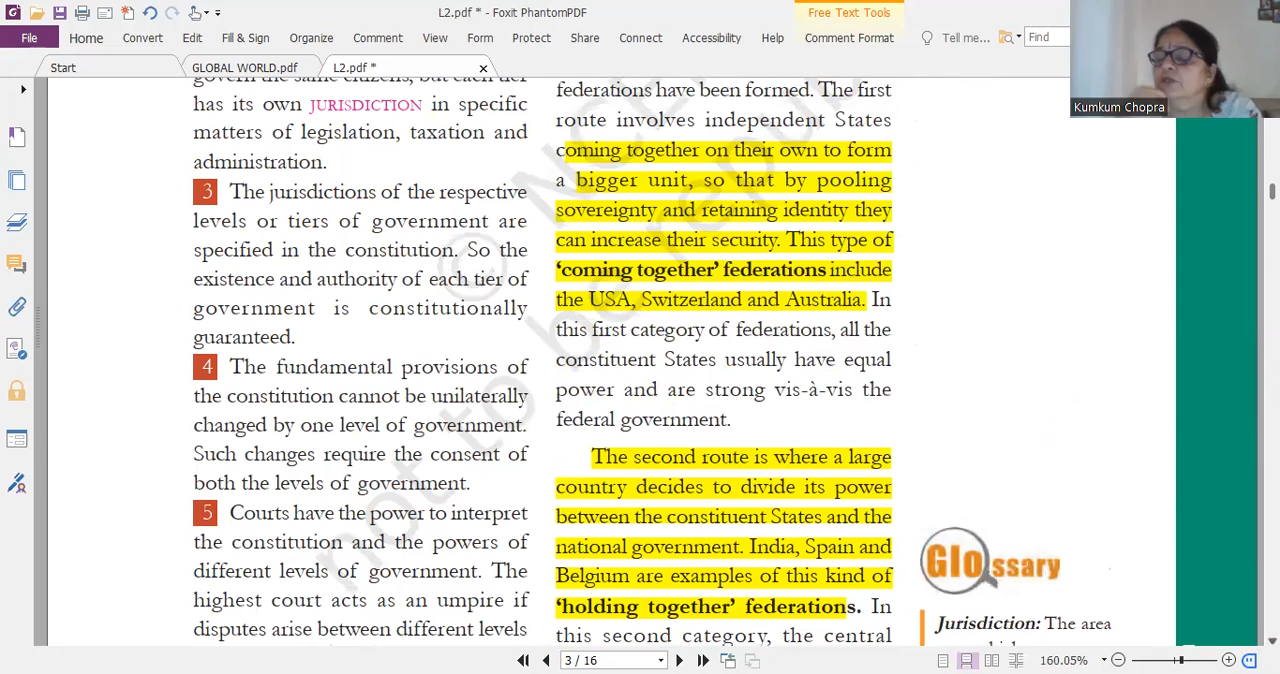 L2.pdf * - Foxit PhantomPDF
Free Text Tools
File
Home
Convert
Edit
Fill & Sign
Organize
Comment
View
Form
Protect
Share
Connect
Accessibility
Help
Comment Format
Tell me...
Find
Start
GLOBAL WORLD.pdf
L2.pdf *
Kumkum Chopra
govern the same citizens, but each tier
has its own JURISDICTION in specific
matters of legislation, taxation and
administration.
3 The jurisdictions of the respective
levels or tiers of government are
specified in the constitution. So the
existence and authority of each tier of
government is constitutionally
guaranteed.
4 The fundamental provisions of
the constitution cannot be unilaterally
changed by one level of government.
Such changes require the consent of
both the levels of government.
5 Courts have the power to interpret
the constitution and the powers of
different levels of government. The
highest court acts as an umpire if
disputes arise between different levels
federations have been formed. The first
route involves independent States
coming together on their own to form
a bigger unit, so that by pooling
sovereignty and retaining identity they
can increase their security. This type of
‘coming together’ federations include
the USA, Switzerland and Australia. In
this first category of federations, all the
constituent States usually have equal
power and are strong vis-à-vis the
federal government.
The second route is where a large
country decides to divide its power
between the constituent States and the
national government. India, Spain and
Belgium are examples of this kind of
‘holding together’ federations. In
this second category, the central
Glossary
Jurisdiction: The area
© NC
not to be repu
3 / 16
160.05%